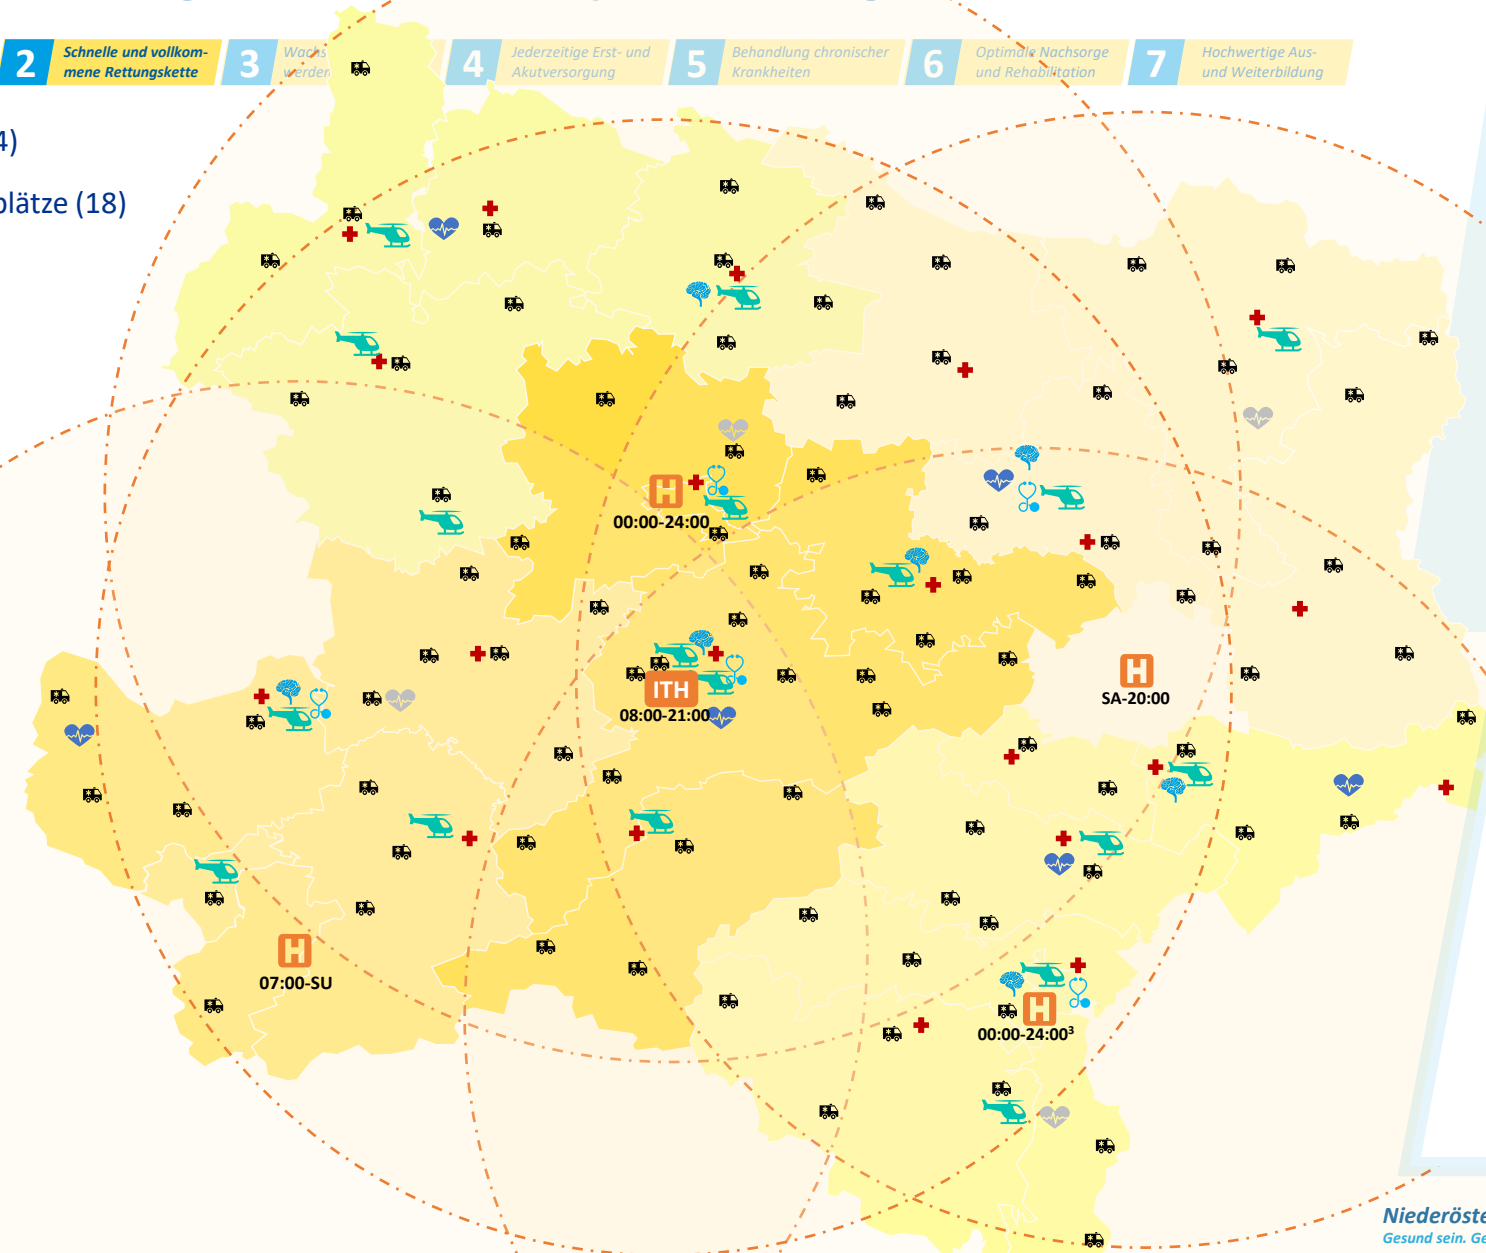 2 Schnelle und vollkom-
mene Rettungskette
3 Wachs
werden
4 Jederzeitige Erst- und
Akutversorgung
5 Behandlung chronischer
Krankheiten
6 Optimale Nachsorge
und Rehabilitation
7 Hochwertige Aus-
und Weiterbildung
4)
plätze (18)
H
00:00-24:00
ITH
08:00-21:00
H
SA-20:00
H
07:00-SU
H
00:00-24:00³
Niederöste
Gesund sein. Ge